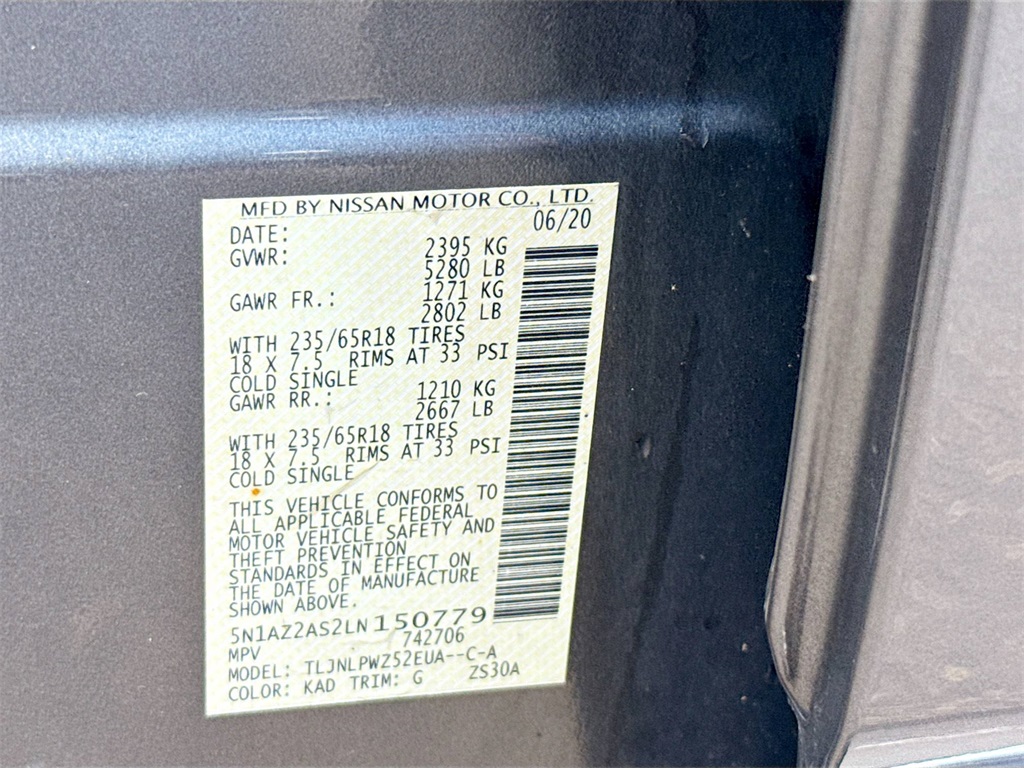 MFD BY NISSAN MOTOR CO., LTD.
DATE: 06/20
GVWR: 2395 KG
5280 LB
GAWR FR.: 1271 KG
2802 LB
WITH 235/65R18 TIRES
18 X 7.5 RIMS AT 33 PSI
COLD SINGLE
GAWR RR.: 1210 KG
2667 LB
WITH 235/65R18 TIRES
18 X 7.5 RIMS AT 33 PSI
COLD SINGLE
THIS VEHICLE CONFORMS TO
ALL APPLICABLE FEDERAL
MOTOR VEHICLE SAFETY AND
THEFT PREVENTION
STANDARDS IN EFFECT ON
THE DATE OF MANUFACTURE
SHOWN ABOVE.
5N1AZ2AS2LN150779
MPV 742706
MODEL: TLJNLPWZ52EUA--C-A
COLOR: KAD TRIM: G ZS30A